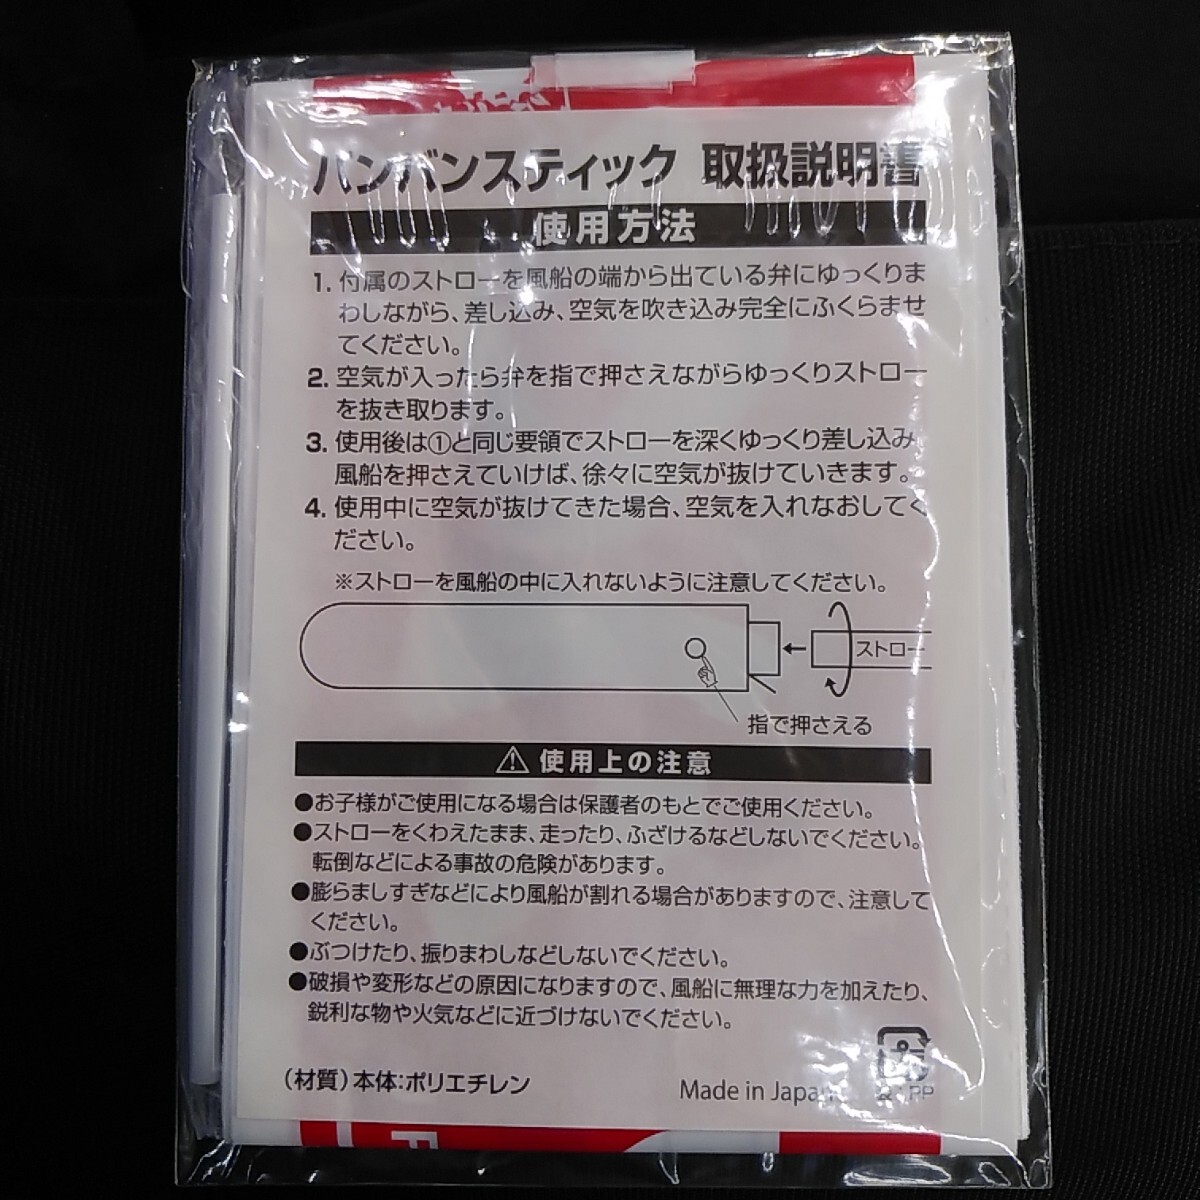 バンバンスティック 取扱説明書
使用方法
1. 付属のストローを風船の端から出ている弁にゆっくりま
わしながら、差し込み、空気を吹き込み完全にふくらませ
てください。
2. 空気が入ったら弁を指で押さえながらゆっくりストロー
を抜き取ります。
3. 使用後は①と同じ要領でストローを深くゆっくり差し込み
風船を押さえていけば、徐々に空気が抜けていきます。
4. 使用中に空気が抜けてきた場合、空気を入れなおしてく
ださい。
※ストローを風船の中に入れないように注意してください。
ストロー
指で押さえる
⚠ 使用上の注意
●お子様がご使用になる場合は保護者のもとでご使用ください。
●ストローをくわえたまま、走ったり、ふざけるなどしないでください。
転倒などによる事故の危険があります。
●膨らましすぎなどにより風船が割れる場合がありますので、注意して
ください。
●ぶつけたり、振りまわしなどしないでください。
●破損や変形などの原因になりますので、風船に無理な力を加えたり、
鋭利な物や火気などに近づけないでください。
(材質)本体:ポリエチレン
Made in Japan
プラ
PP
F